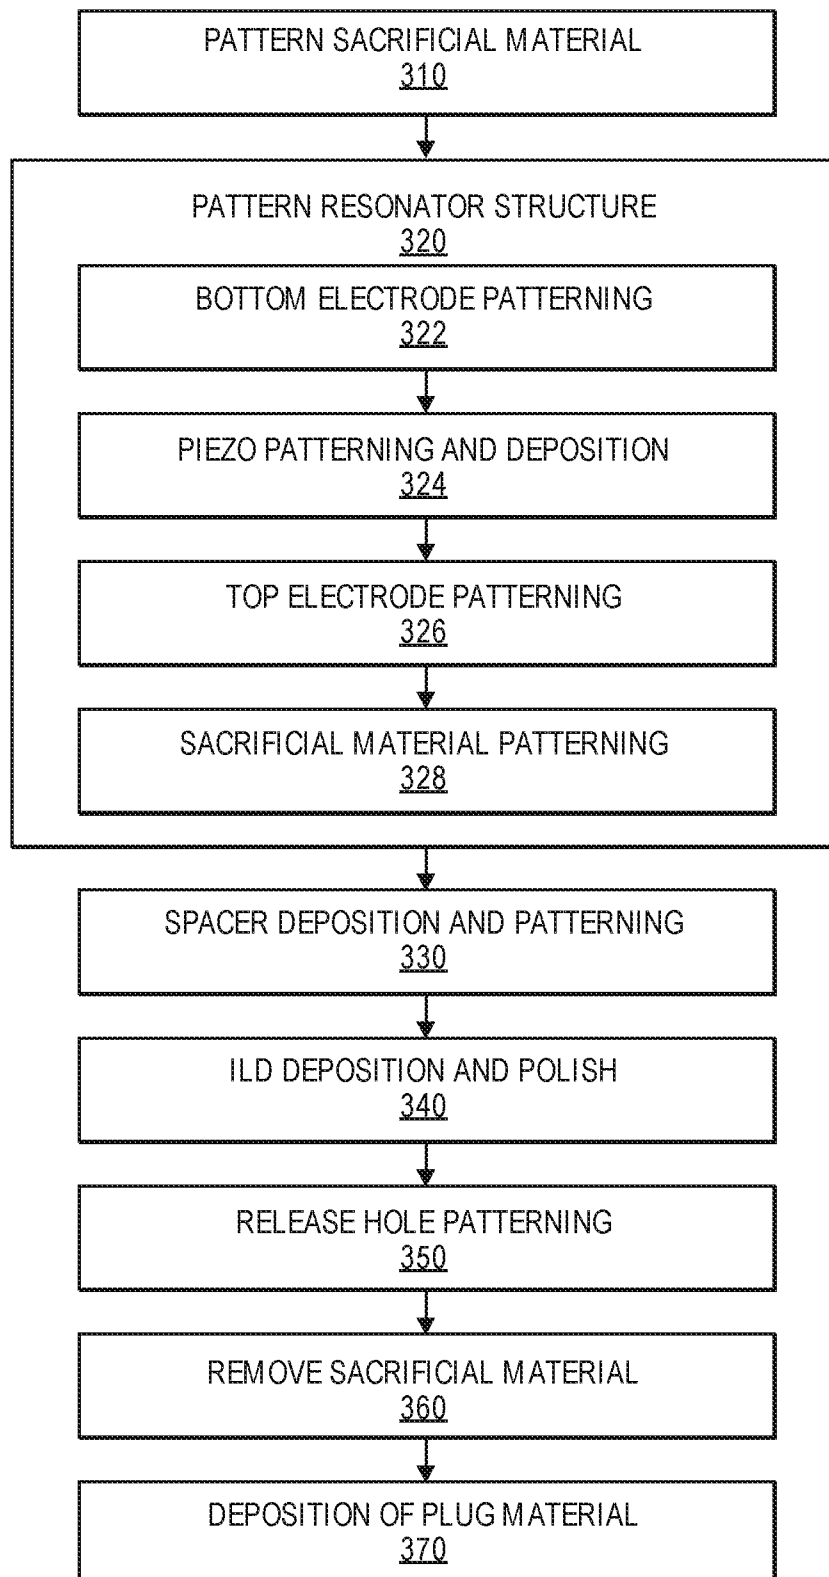 PATTERN SACRIFICIAL MATERIAL
310
PATTERN RESONATOR STRUCTURE
320
BOTTOM ELECTRODE PATTERNING
322
PIEZO PATTERNING AND DEPOSITION
324
TOP ELECTRODE PATTERNING
326
SACRIFICIAL MATERIAL PATTERNING
328
SPACER DEPOSITION AND PATTERNING
330
ILD DEPOSITION AND POLISH
340
RELEASE HOLE PATTERNING
350
REMOVE SACRIFICIAL MATERIAL
360
DEPOSITION OF PLUG MATERIAL
370